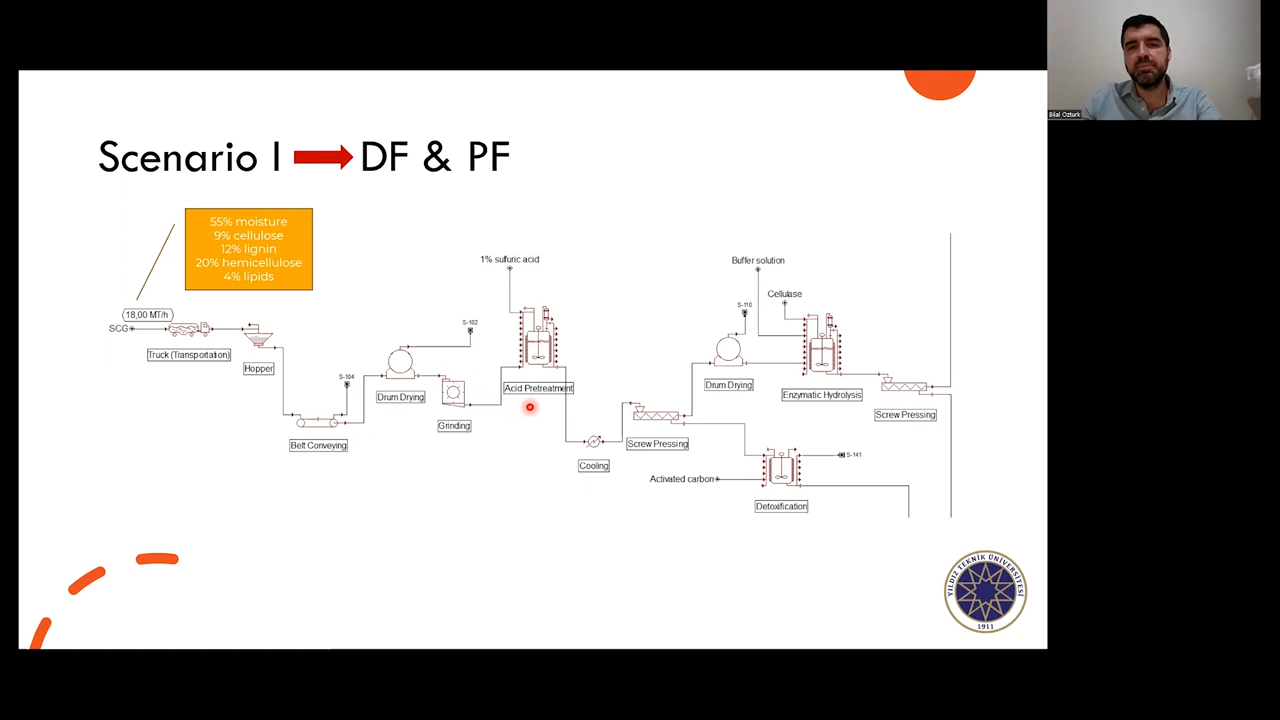 Bilal Ozturk
Scenario I DF & PF
55% moisture
9% cellulose
12% lignin
20% hemicellulose
4% lipids
18,00 MT/h
SCG
Truck (Transportation)
Hopper
S-104
Belt Conveying
Drum Drying
S-102
Grinding
1% sulfuric acid
Acid Pretreatment
Cooling
Screw Pressing
Drum Drying
S-110
Buffer solution
Cellulase
Enzymatic Hydrolysis
Screw Pressing
Activated carbon
S-141
Detoxification
YILDIZ TEKNİK ÜNİVERSİTESİ
1911